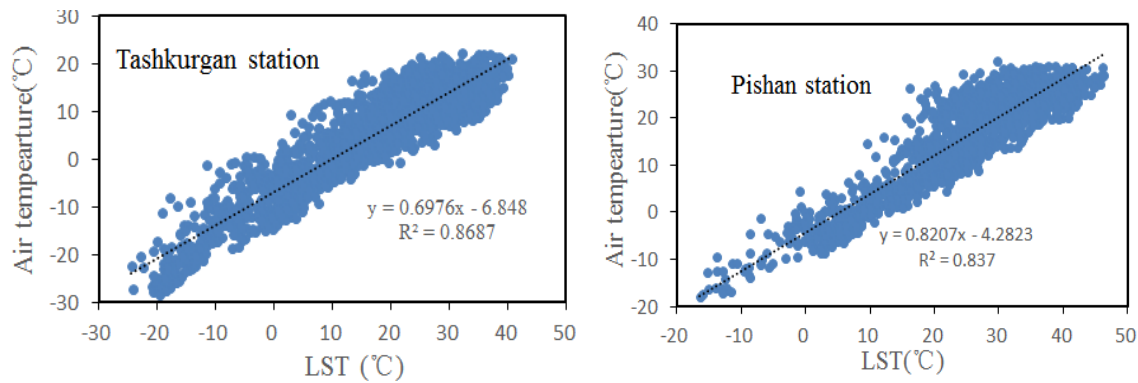 Air tempearture(℃)
30
20
10
0
-10
-20
-30
Tashkurgan station
y = 0.6976x - 6.848
R² = 0.8687
-30 -20 -10 0 10 20 30 40 50
LST (℃)
Air tempearture(℃)
40
30
20
10
0
-10
-20
Pishan station
y = 0.8207x - 4.2823
R² = 0.837
-20 -10 0 10 20 30 40 50
LST(℃)